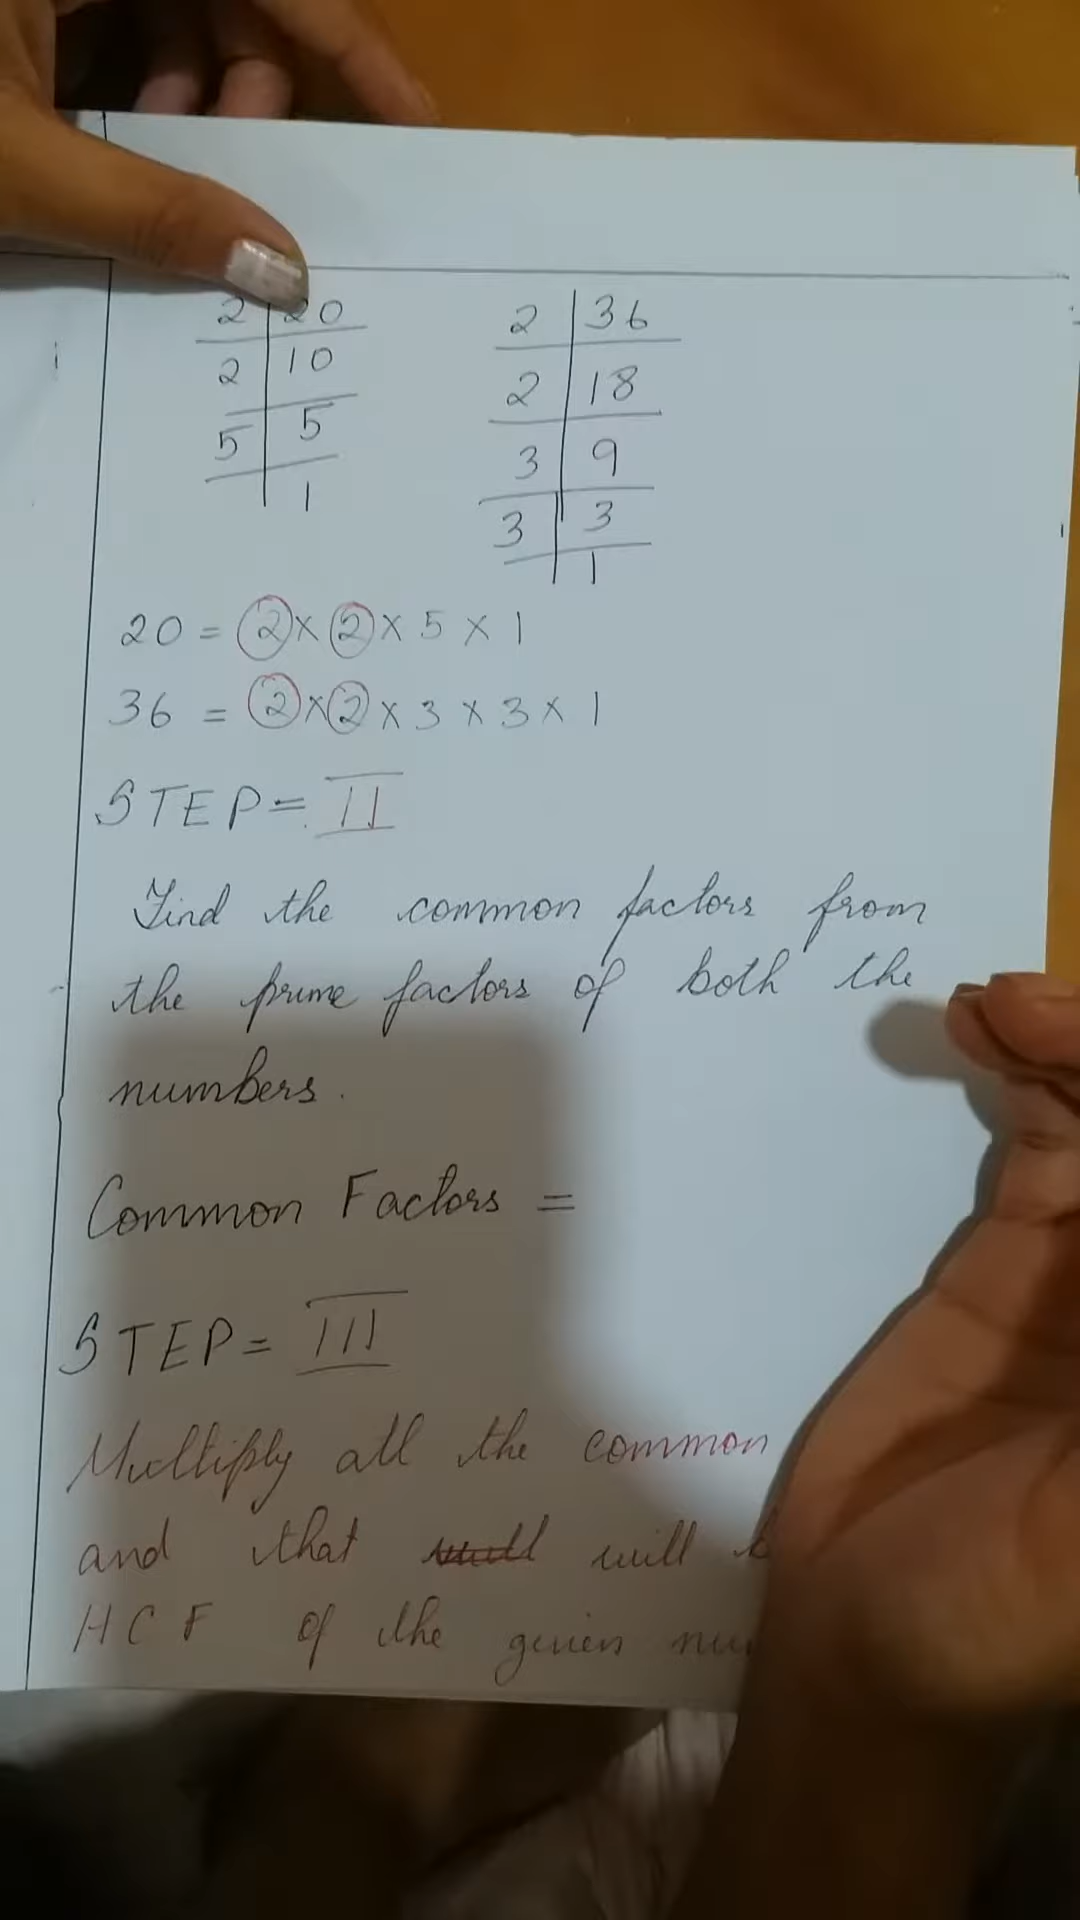 2 | 20
2 | 10
5 | 5
1
2 | 36
2 | 18
3 | 9
3 | 3
1
20 = 2 × 2 × 5 × 1
36 = 2 × 2 × 3 × 3 × 1
STEP = II
Find the common factors from
the prime factors of both the
numbers.
Common Factors =
STEP = III
Multiply all the common
and that will
HCF of the given